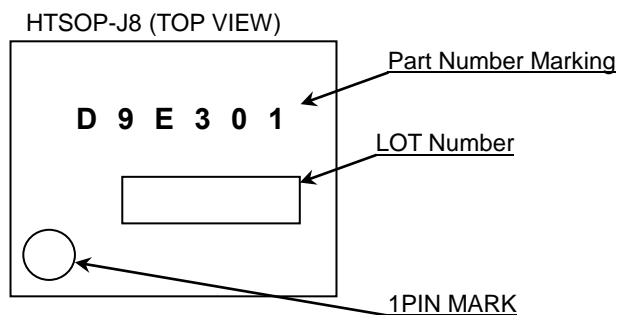 HTSOP-J8 (TOP VIEW)
Part Number Marking
D 9 E 3 0 1
LOT Number
1PIN MARK